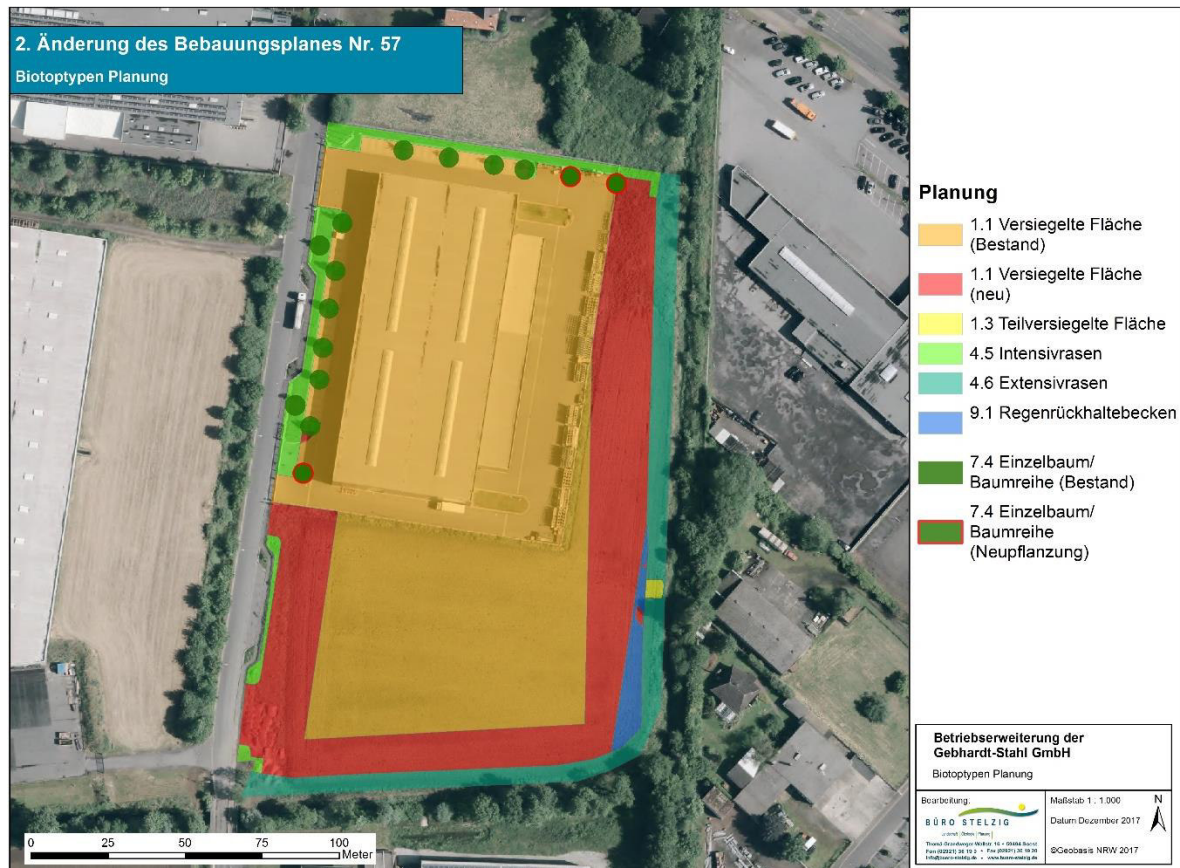 2. Änderung des Bebauungsplanes Nr. 57
Biotoptypen Planung
Planung
1.1 Versiegelte Fläche
(Bestand)
1.1 Versiegelte Fläche
(neu)
1.3 Teilversiegelte Fläche
4.5 Intensivrasen
4.6 Extensivrasen
9.1 Regenrückhaltebecken
7.4 Einzelbaum/
Baumreihe (Bestand)
7.4 Einzelbaum/
Baumreihe
(Neupflanzung)
Betriebserweiterung der
Gebhardt-Stahl GmbH
Biotoptypen Planung
Bearbeitung:
BÜRO STELZIG
Maßstab 1 : 1.000
Datum Dezember 2017
N
©Geobasis NRW 2017
0 25 50 75 100
Meter